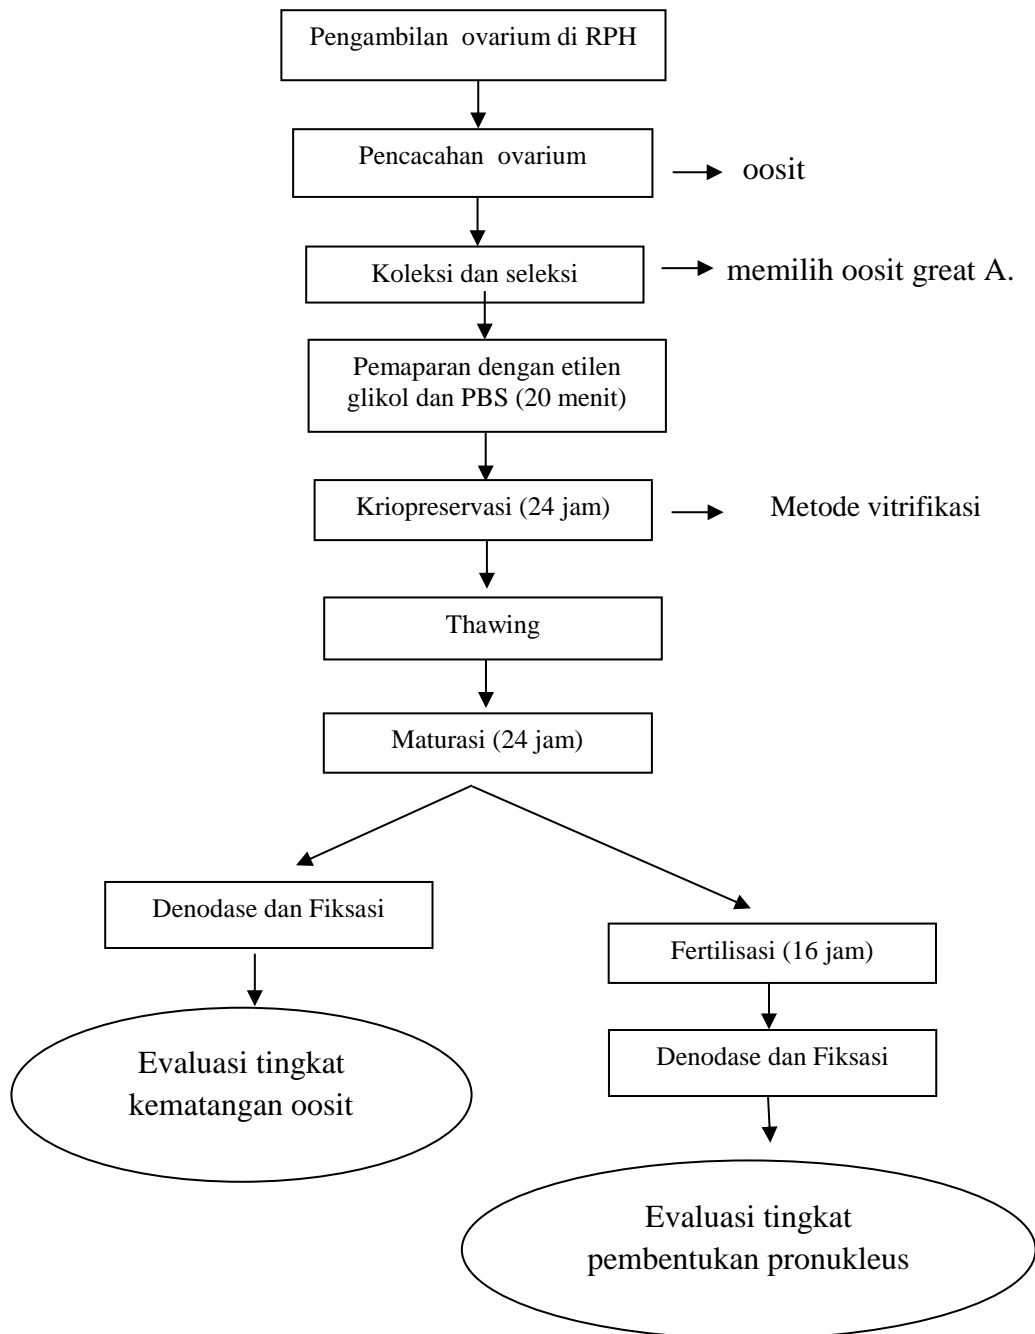 Pengambilan ovarium di RPH
Pencacahan ovarium
oosit
Koleksi dan seleksi
memilih oosit great A.
Pemaparan dengan etilen
glikol dan PBS (20 menit)
Kriopreservasi (24 jam)
Metode vitrifikasi
Thawing
Maturasi (24 jam)
Denodase dan Fiksasi
Evaluasi tingkat
kematangan oosit
Fertilisasi (16 jam)
Denodase dan Fiksasi
Evaluasi tingkat
pembentukan pronukleus